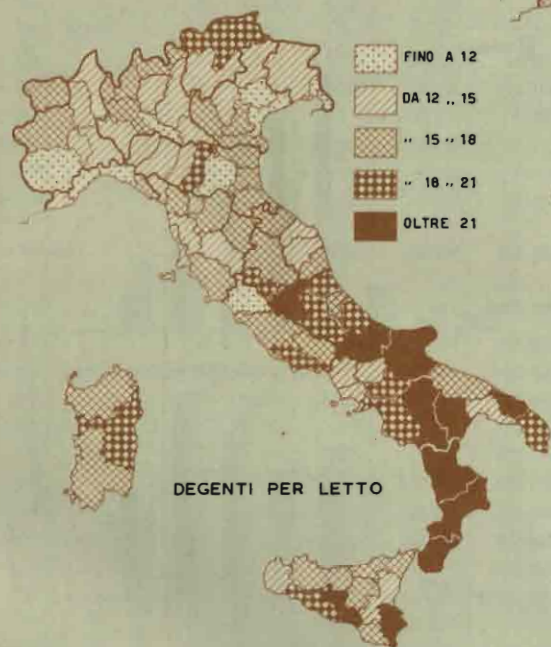 FINO A 12
DA 12 ,, 15
,, 15 ,, 18
,, 18 ,, 21
OLTRE 21
DEGENTI PER LETTO